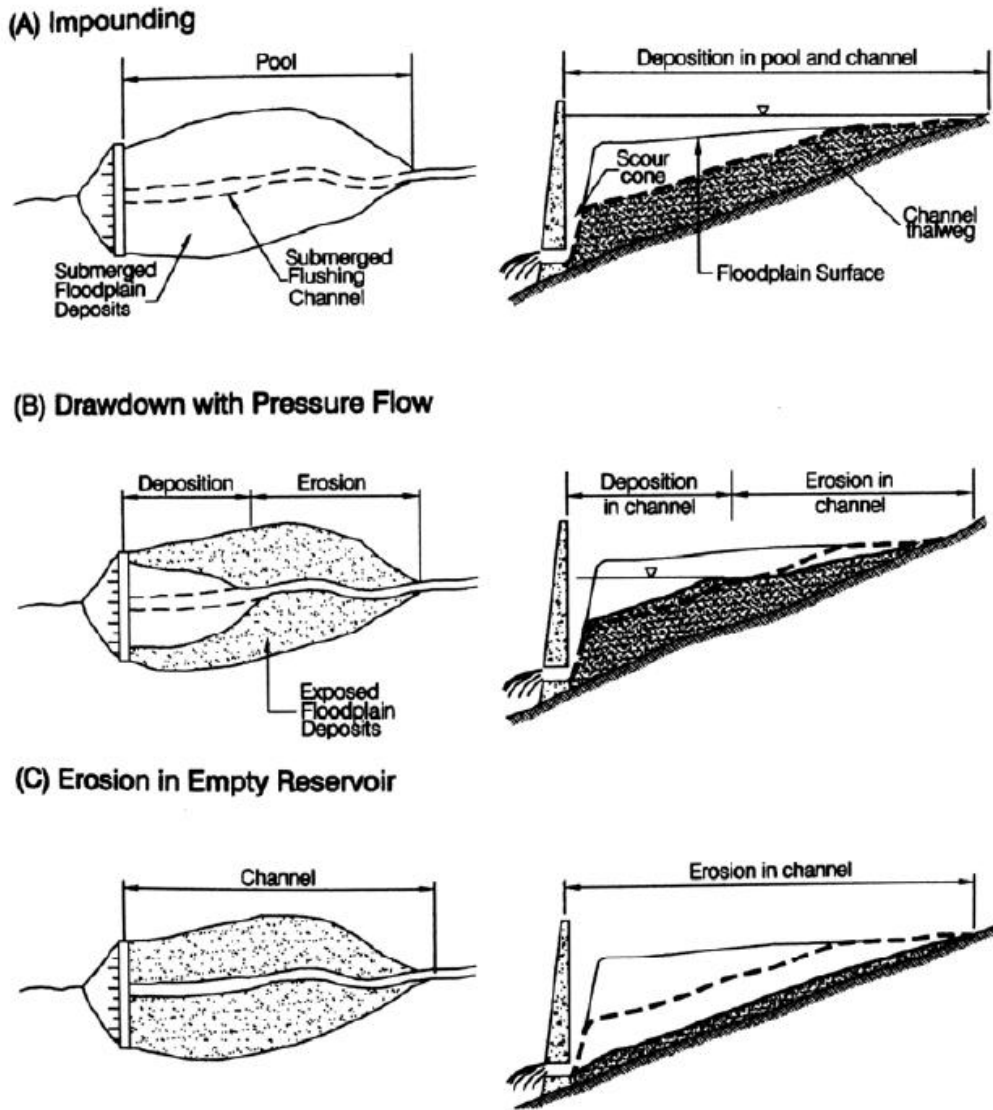 (A) Impounding
Pool
Submerged
Floodplain
Deposits
Submerged
Flushing
Channel
Deposition in pool and channel
Scour
cone
Channel
thalweg
Floodplain Surface
(B) Drawdown with Pressure Flow
Deposition
Erosion
Exposed
Floodplain
Deposits
Deposition
in channel
Erosion in
channel
(C) Erosion in Empty Reservoir
Channel
Erosion in channel